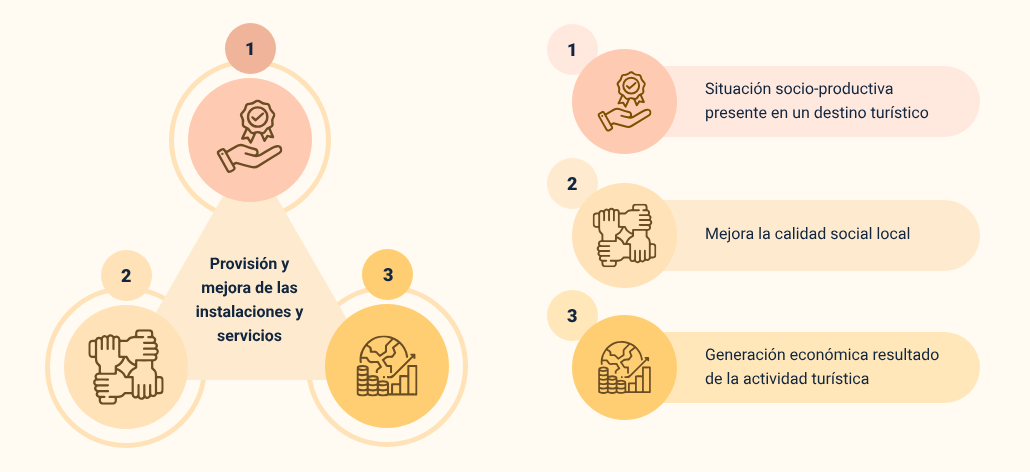 1
Provisión y
mejora de las
instalaciones y
servicios
2
3
1
Situación socio-productiva
presente en un destino turístico
2
Mejora la calidad social local
3
Generación económica resultado
de la actividad turística